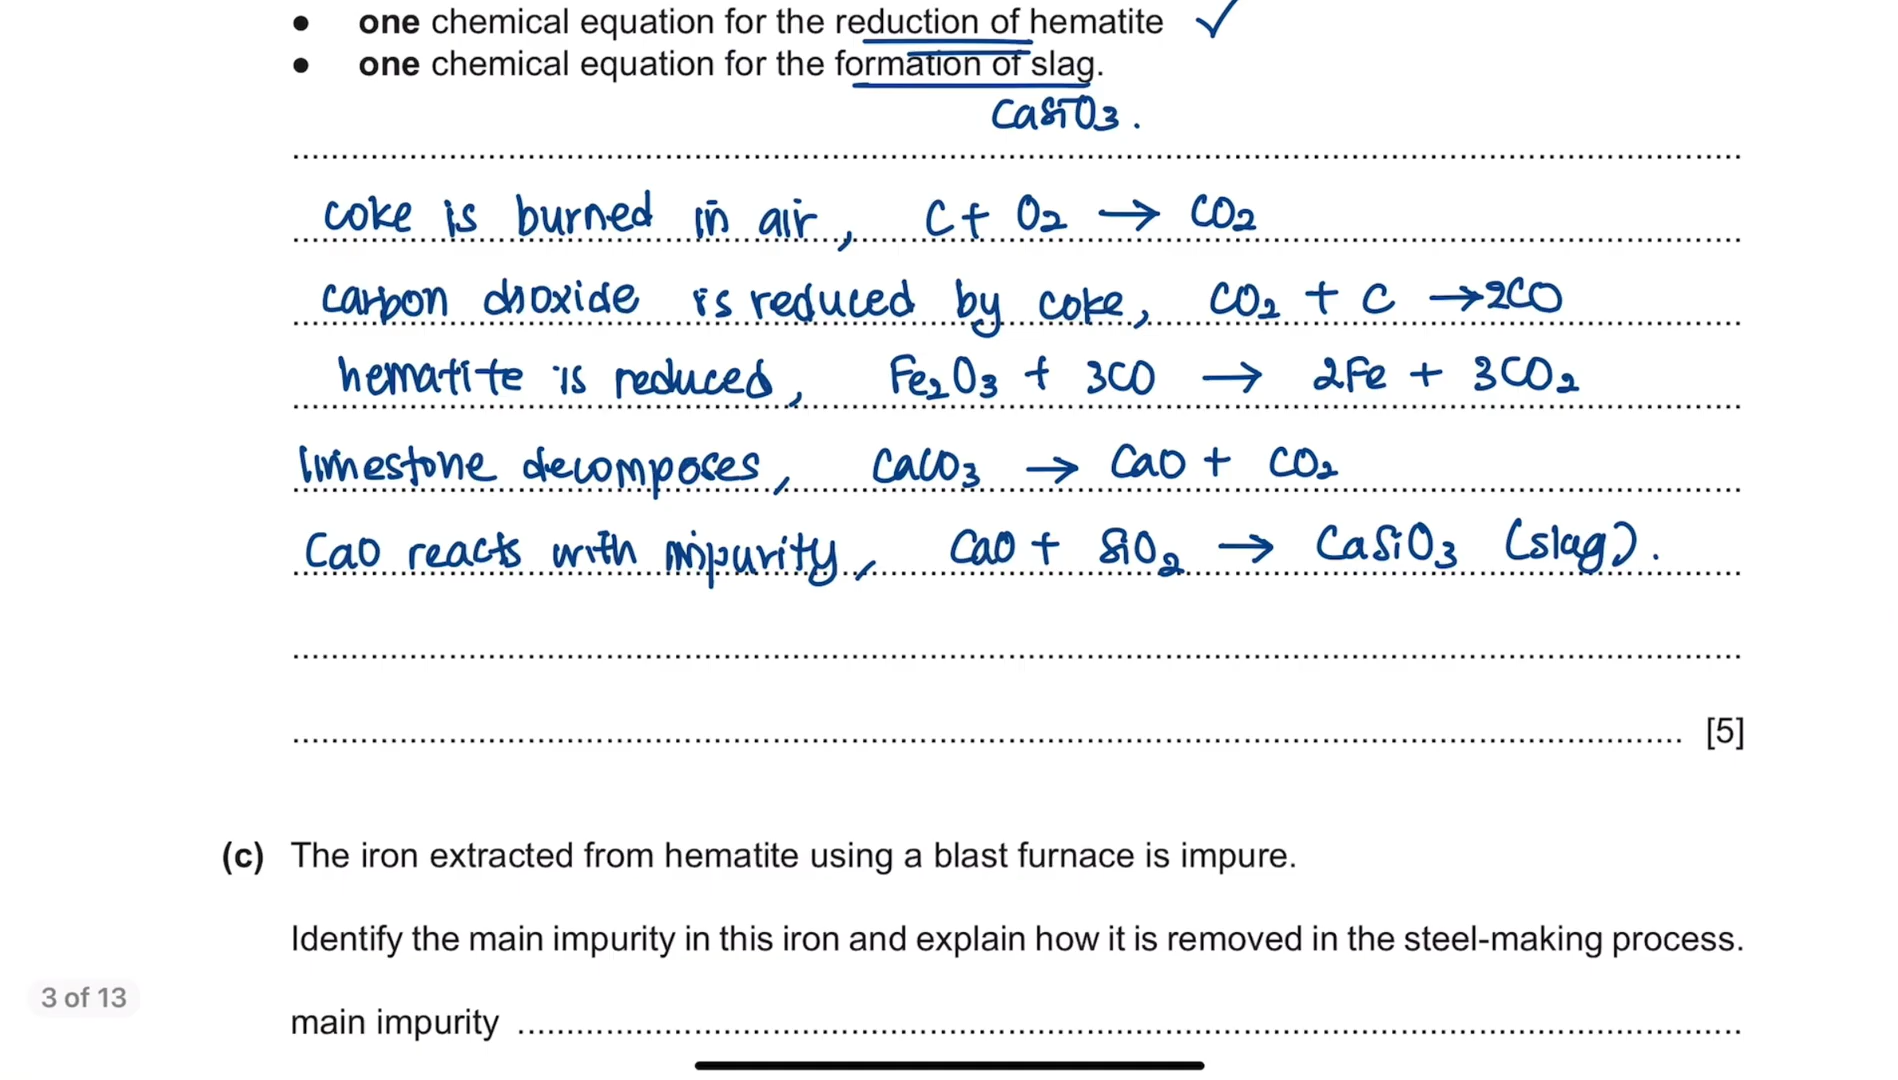 • one chemical equation for the reduction of hematite ✓
• one chemical equation for the formation of slag.
CaSiO3.
coke is burned in air, C + O2 → CO2
carbon dioxide is reduced by coke, CO2 + C → 2CO
hematite is reduced, Fe2O3 + 3CO → 2Fe + 3CO2
limestone decomposes, CaCO3 → CaO + CO2
CaO reacts with impurity, CaO + SiO2 → CaSiO3 (slag).
[5]
(c) The iron extracted from hematite using a blast furnace is impure.
Identify the main impurity in this iron and explain how it is removed in the steel-making process.
3 of 13
main impurity